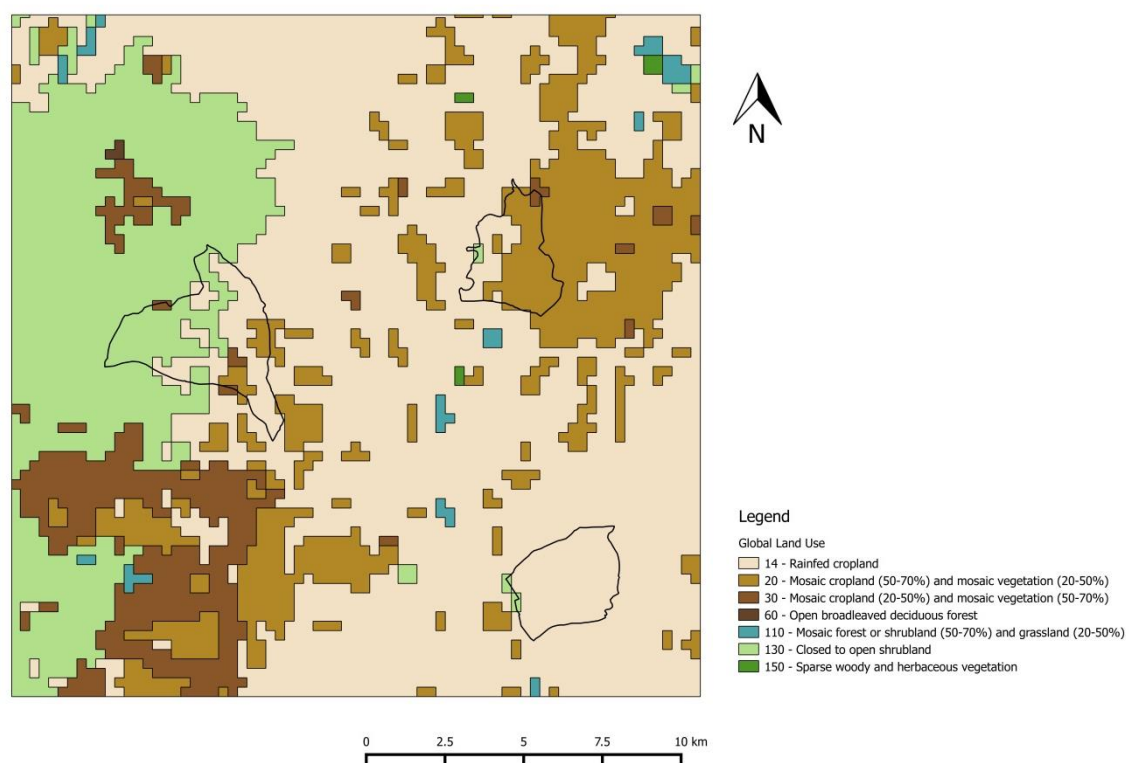 N
Legend
Global Land Use
14 - Rainfed cropland
20 - Mosaic cropland (50-70%) and mosaic vegetation (20-50%)
30 - Mosaic cropland (20-50%) and mosaic vegetation (50-70%)
60 - Open broadleaved deciduous forest
110 - Mosaic forest or shrubland (50-70%) and grassland (20-50%)
130 - Closed to open shrubland
150 - Sparse woody and herbaceous vegetation
0 2.5 5 7.5 10 km